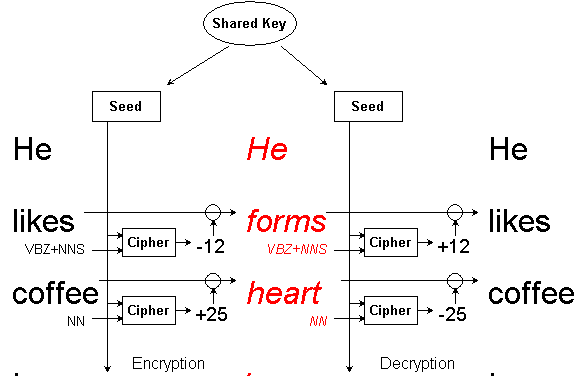 Shared Key
Seed Seed
He He He
likes forms likes
VBZ+NNS Cipher -12 VBZ+NNS Cipher +12
coffee heart coffee
NN Cipher +25 NN Cipher -25
Encryption Decryption